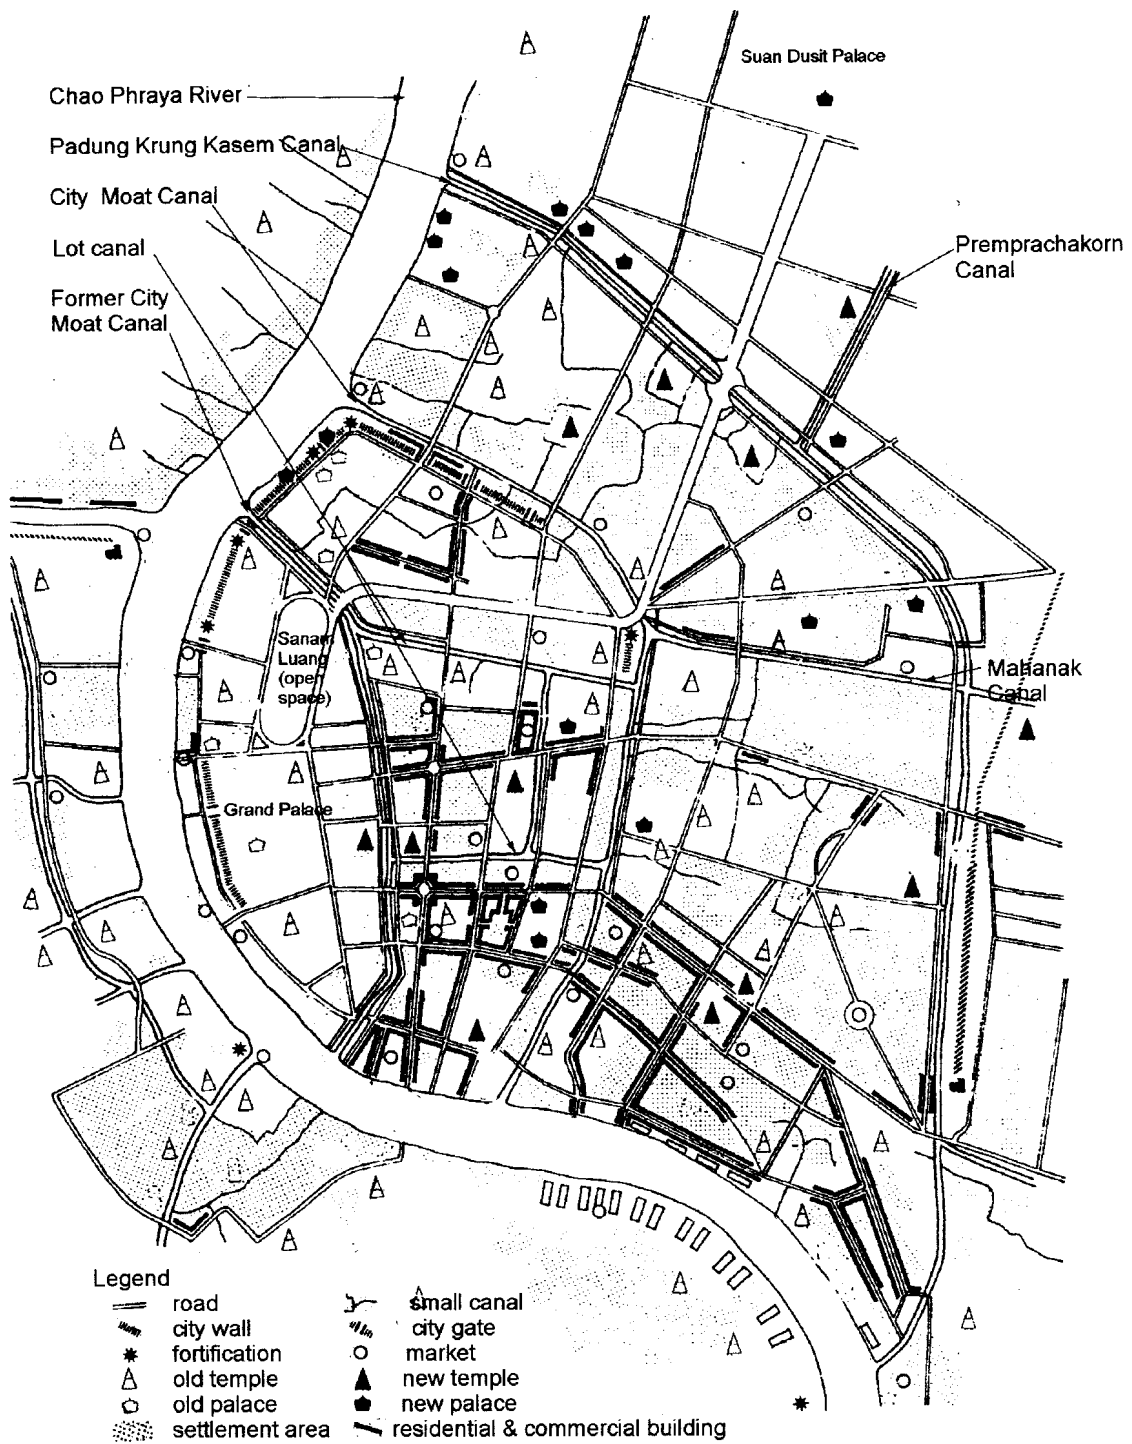 Suan Dusit Palace
Chao Phraya River
Padung Krung Kasem Canal
City Moat Canal
Lot canal
Former City
Moat Canal
Premprachakorn
Canal
Sanam
Luang
(open
space)
Mahanak
Canal
Grand Palace
Legend
road
city wall
fortification
old temple
old palace
settlement area
small canal
city gate
market
new temple
new palace
residential & commercial building